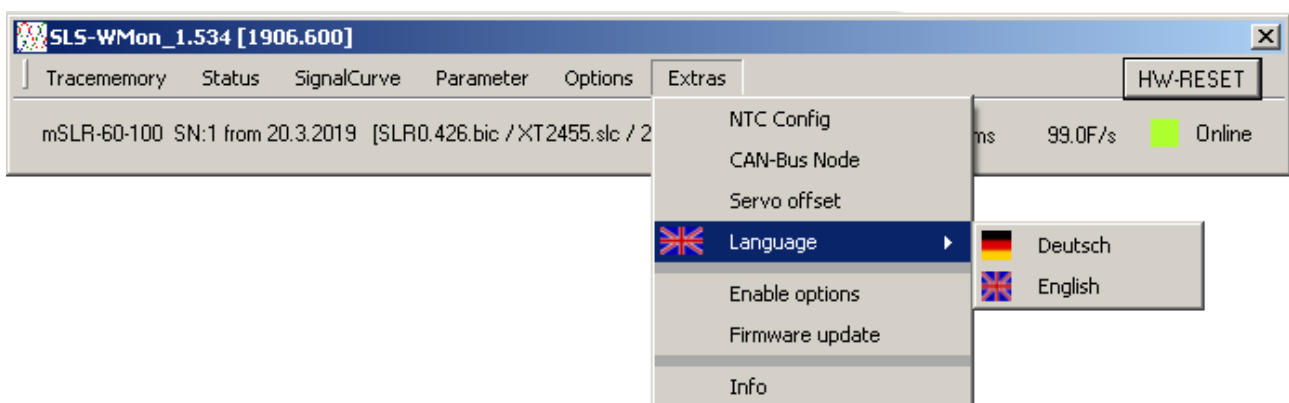 SLS-WMon_1.534 [1906.600]
Tracememory Status SignalCurve Parameter Options Extras HW-RESET
mSLR-60-100 SN:1 from 20.3.2019 [SLR0.426.bic / XT2455.slc / 2 ms 99.0F/s Online
NTC Config
CAN-Bus Node
Servo offset
Language
Deutsch
English
Enable options
Firmware update
Info